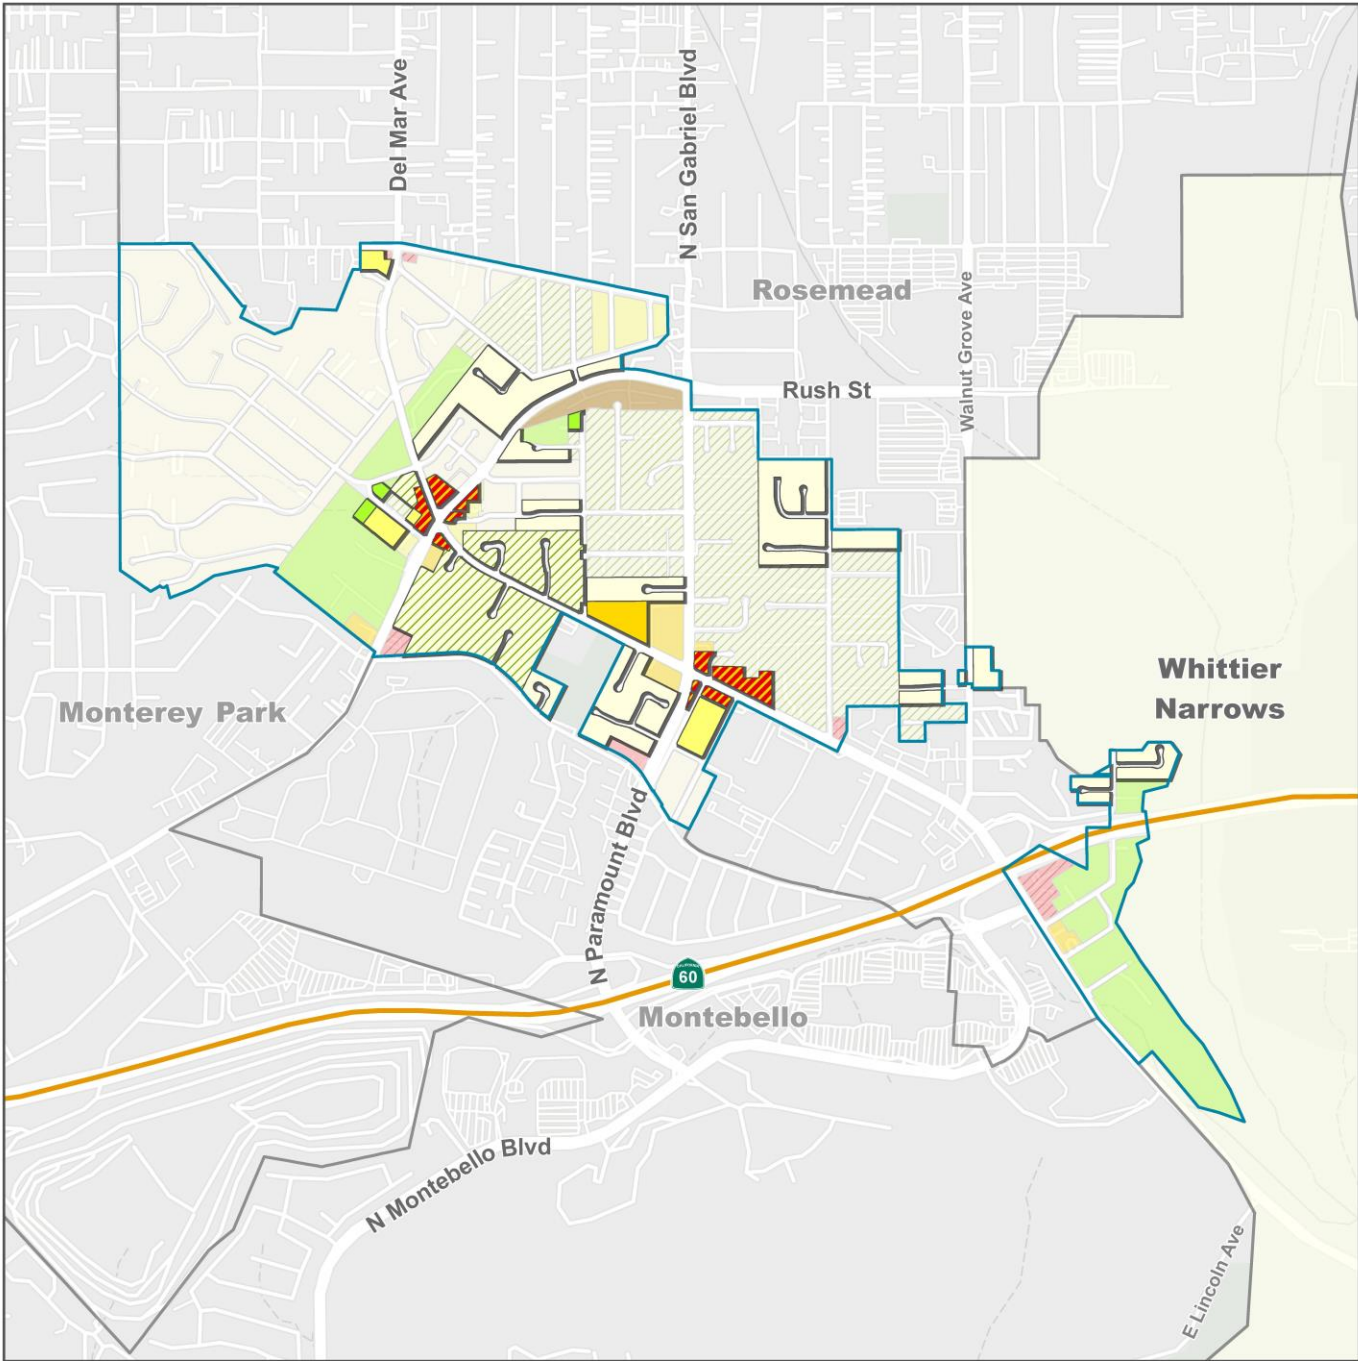 Del Mar Ave
N San Gabriel Blvd
Rosemead
Walnut Grove Ave
Rush St
Whittier
Narrows
Monterey Park
N Paramount Blvd
CALIFORNIA
60
Montebello
N Montebello Blvd
E Lincoln Ave